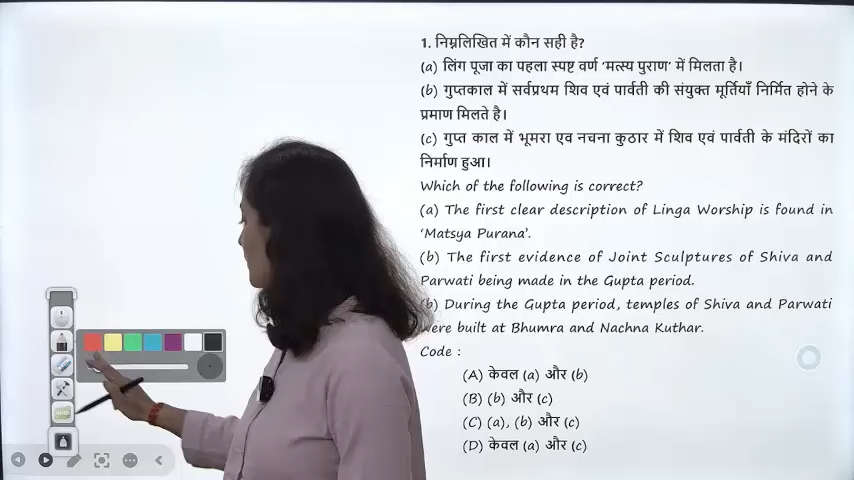 1. निम्नलिखित में कौन सही है?
(a) लिंग पूजा का पहला स्पष्ट वर्ण ‘मत्स्य पुराण’ में मिलता है।
(b) गुप्तकाल में सर्वप्रथम शिव एवं पार्वती की संयुक्त मूर्तियाँ निर्मित होने के
प्रमाण मिलते है।
(c) गुप्त काल में भूमरा एव नचना कुठार में शिव एवं पार्वती के मंदिरों का
निर्माण हुआ।
Which of the following is correct?
(a) The first clear description of Linga Worship is found in
‘Matsya Purana’.
(b) The first evidence of Joint Sculptures of Shiva and
Parwati being made in the Gupta period.
(b) During the Gupta period, temples of Shiva and Parwati
were built at Bhumra and Nachna Kuthar.
Code :
(A) केवल (a) और (b)
(B) (b) और (c)
(C) (a), (b) और (c)
(D) केवल (a) और (c)